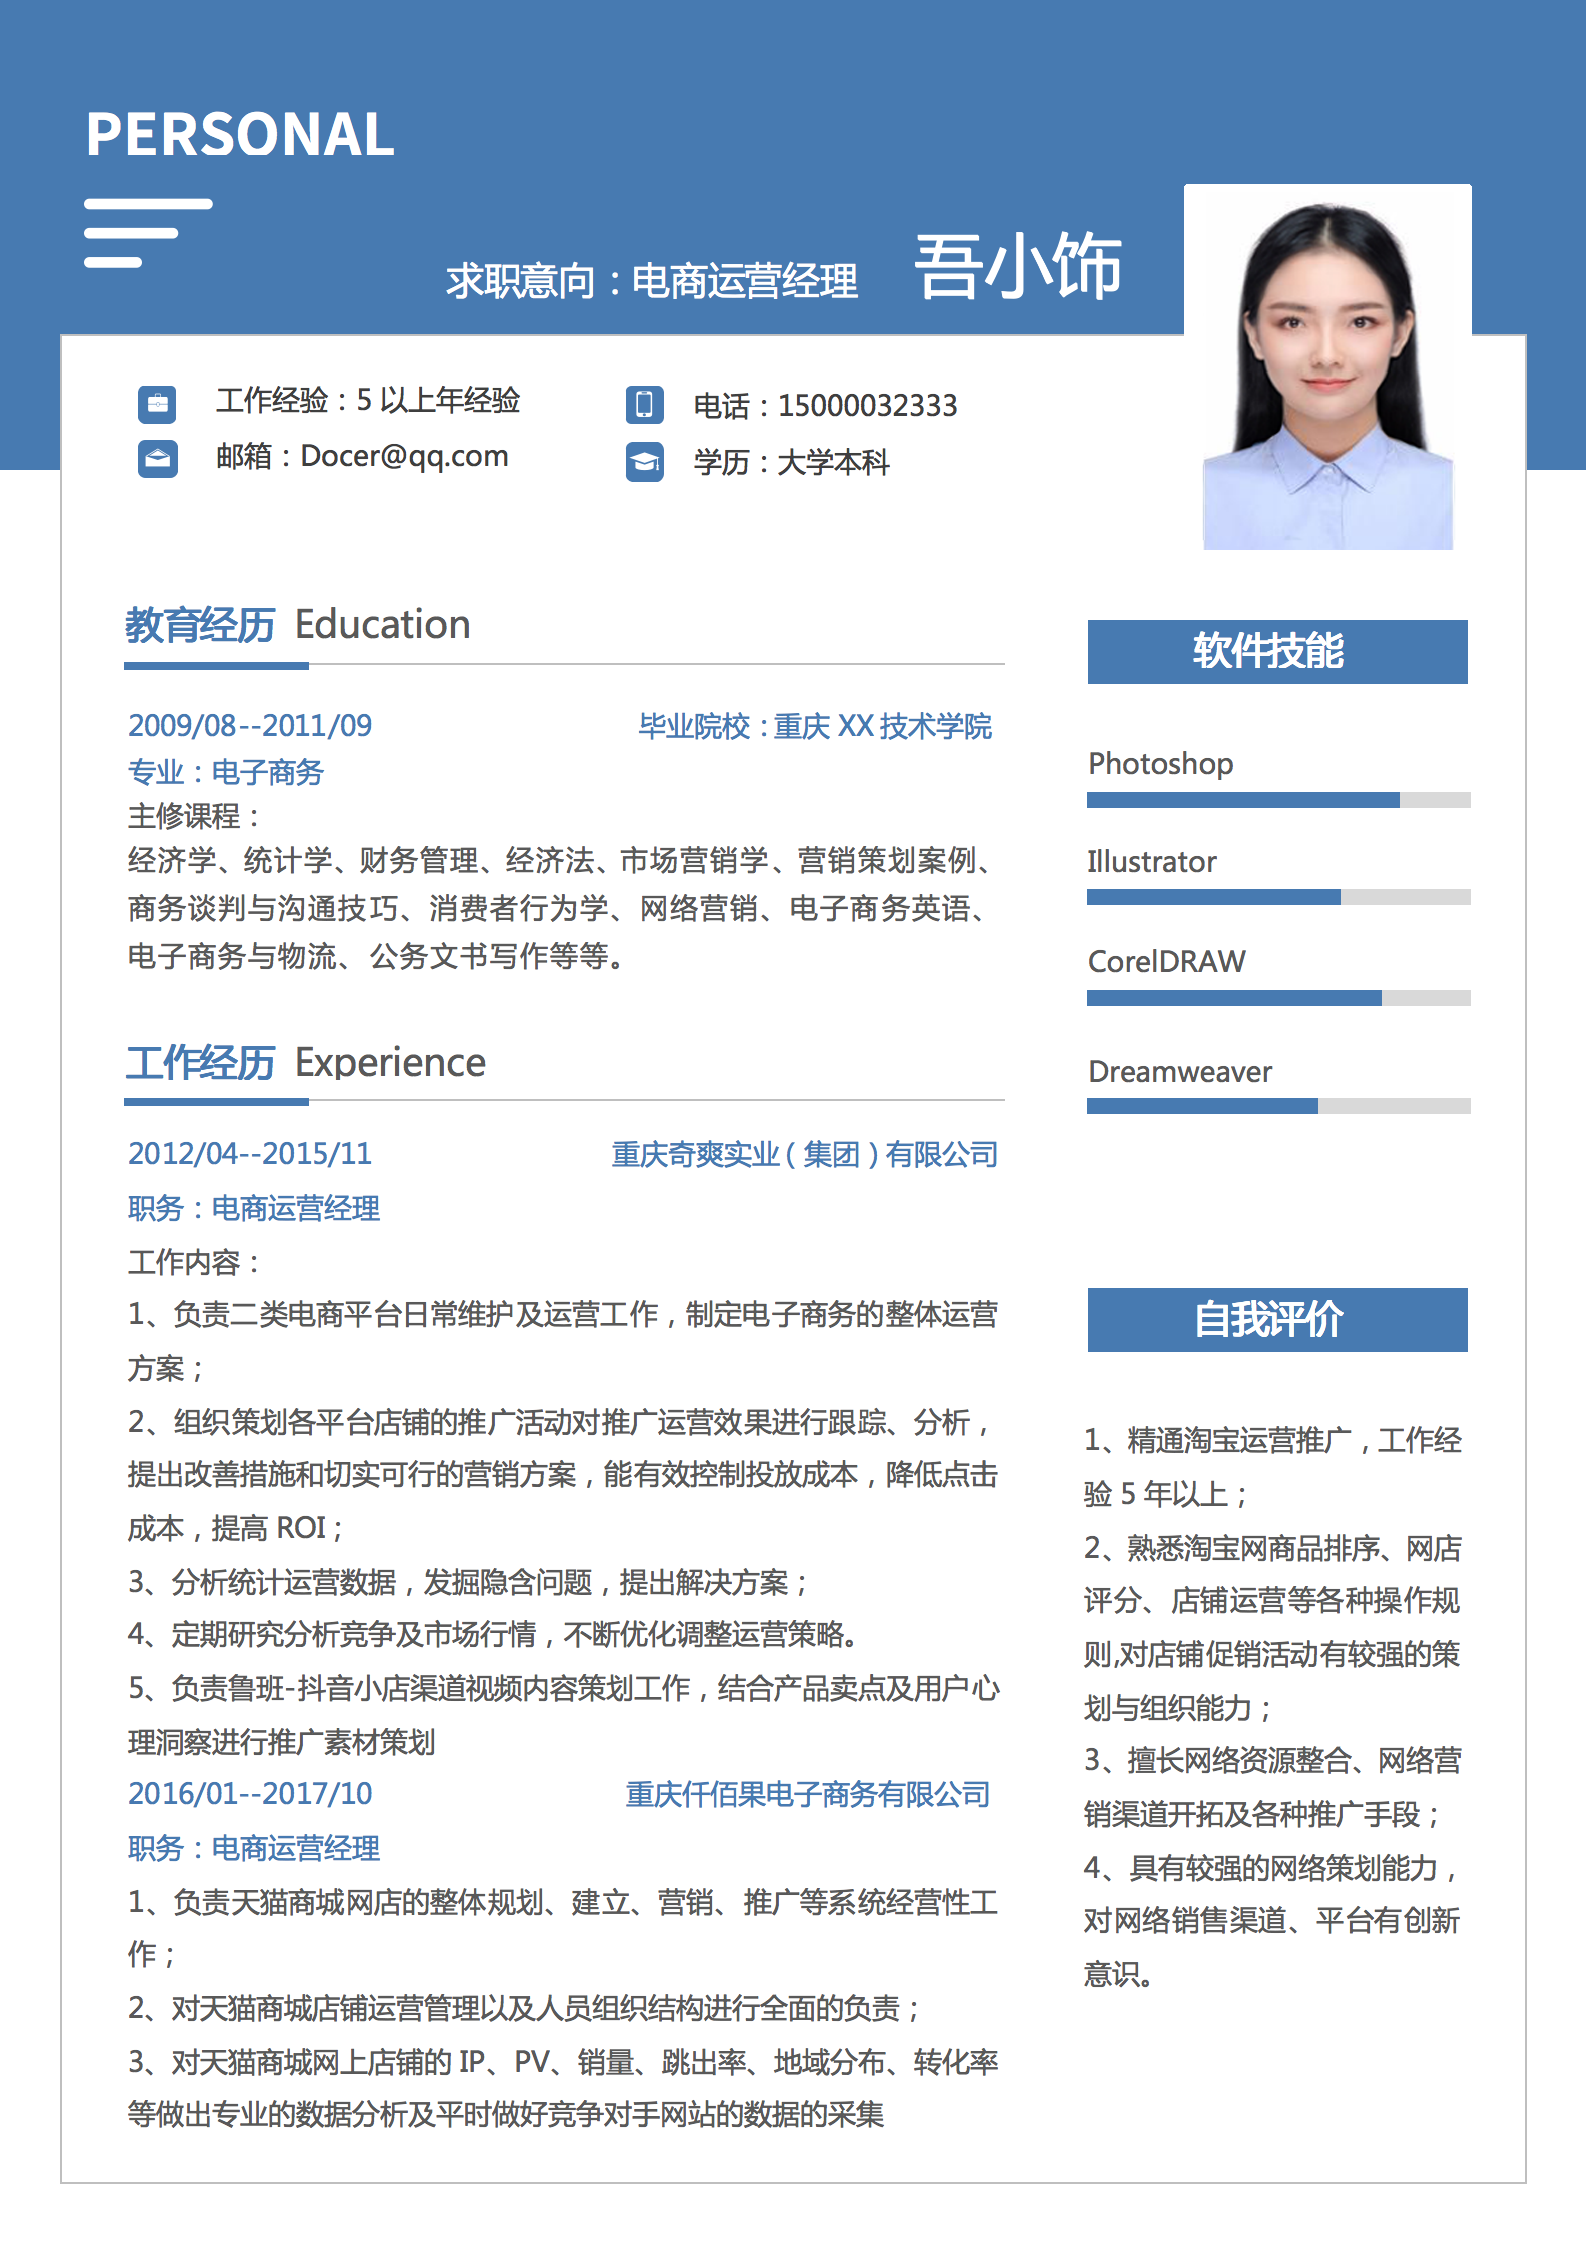 PERSONAL
求职意向：电商运营经理 吾小饰
工作经验：5 以上年经验
电话：15000032333
邮箱：Docer@qq.com
学历：大学本科
教育经历 Education
2009/08--2011/09 毕业院校：重庆 XX 技术学院
专业：电子商务
主修课程：
经济学、统计学、财务管理、经济法、市场营销学、营销策划案例、
商务谈判与沟通技巧、消费者行为学、网络营销、电子商务英语、
电子商务与物流、公务文书写作等等。
工作经历 Experience
2012/04--2015/11 重庆奇爽实业（集团）有限公司
职务：电商运营经理
工作内容：
1、负责二类电商平台日常维护及运营工作，制定电子商务的整体运营
方案；
2、组织策划各平台店铺的推广活动对推广运营效果进行跟踪、分析，
提出改善措施和切实可行的营销方案，能有效控制投放成本，降低点击
成本，提高 ROI；
3、分析统计运营数据，发掘隐含问题，提出解决方案；
4、定期研究分析竞争及市场行情，不断优化调整运营策略。
5、负责鲁班-抖音小店渠道视频内容策划工作，结合产品卖点及用户心
理洞察进行推广素材策划
2016/01--2017/10 重庆仟佰果电子商务有限公司
职务：电商运营经理
1、负责天猫商城网店的整体规划、建立、营销、推广等系统经营性工
作；
2、对天猫商城店铺运营管理以及人员组织结构进行全面的负责；
3、对天猫商城网上店铺的 IP、PV、销量、跳出率、地域分布、转化率
等做出专业的数据分析及平时做好竞争对手网站的数据的采集
软件技能
Photoshop
Illustrator
CorelDRAW
Dreamweaver
自我评价
1、精通淘宝运营推广，工作经
验 5 年以上；
2、熟悉淘宝网商品排序、网店
评分、店铺运营等各种操作规
则,对店铺促销活动有较强的策
划与组织能力；
3、擅长网络资源整合、网络营
销渠道开拓及各种推广手段；
4、具有较强的网络策划能力，
对网络销售渠道、平台有创新
意识。